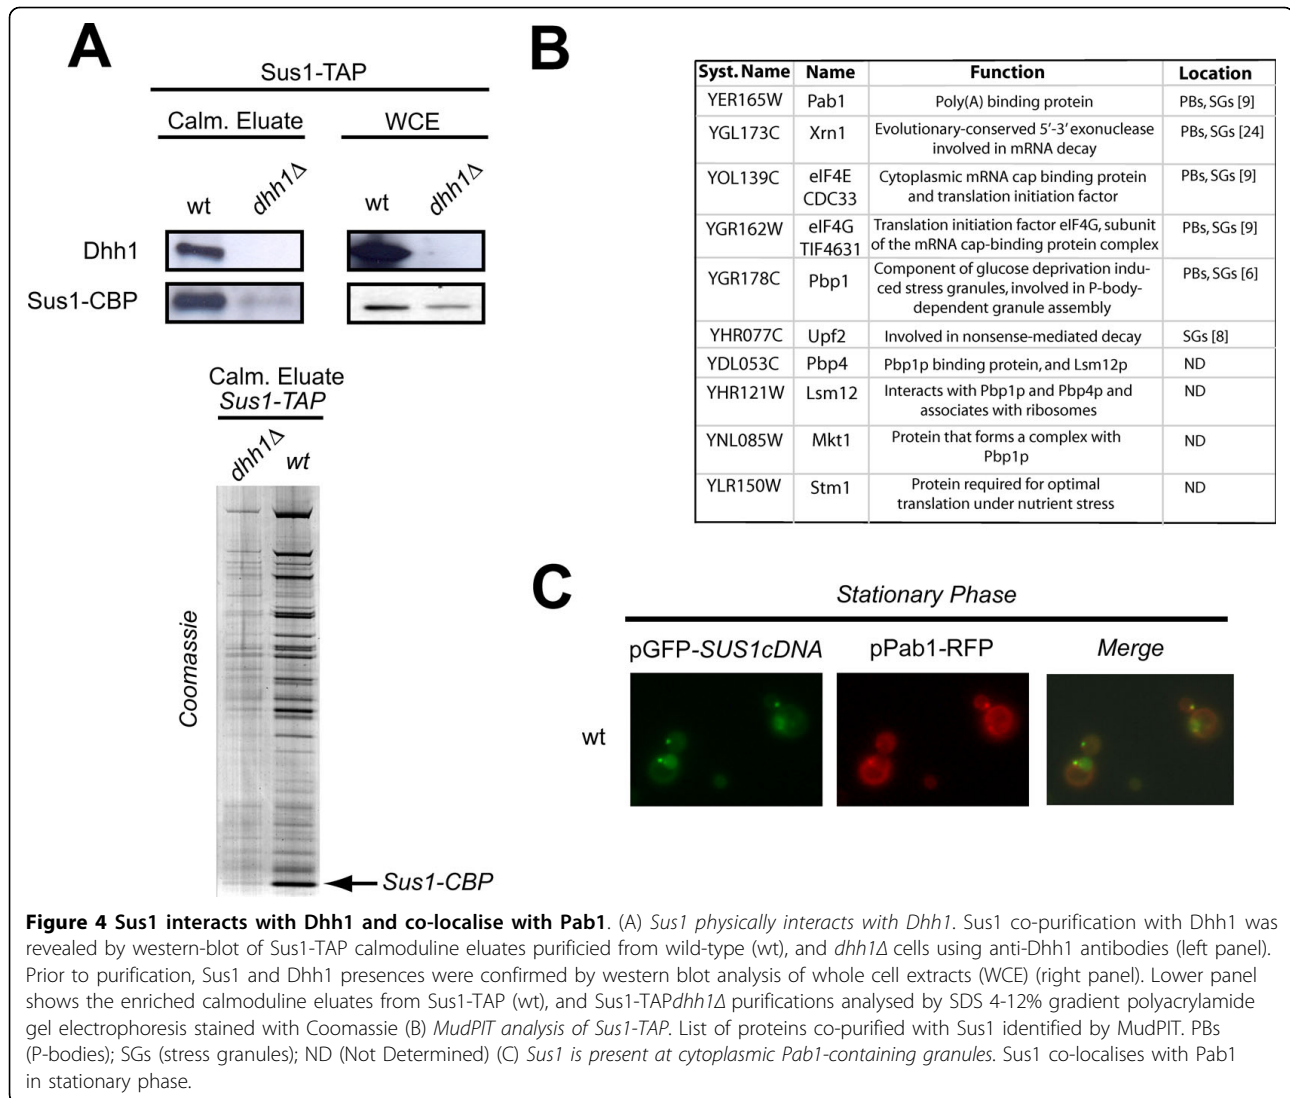 A
Sus1-TAP
Calm. Eluate
WCE
wt
dhh1Δ
wt
dhh1Δ
Dhh1
Sus1-CBP
Calm. Eluate
Sus1-TAP
dhh1Δ
wt
Coomassie
Sus1-CBP
B
Syst. Name Name Function Location
YER165W Pab1 Poly(A) binding protein PBs, SGs [9]
YGL173C Xrn1 Evolutionary-conserved 5'-3' exonuclease PBs, SGs [24]
involved in mRNA decay
YOL139C eIF4E Cytoplasmic mRNA cap binding protein PBs, SGs [9]
CDC33 and translation initiation factor
YGR162W eIF4G Translation initiation factor eIF4G, subunit PBs, SGs [9]
TIF4631 of the mRNA cap-binding protein complex
YGR178C Pbp1 Component of glucose deprivation indu- PBs, SGs [6]
ced stress granules, involved in P-body-
dependent granule assembly
YHR077C Upf2 Involved in nonsense-mediated decay SGs [8]
YDL053C Pbp4 Pbp1p binding protein, and Lsm12p ND
YHR121W Lsm12 Interacts with Pbp1p and Pbp4p and ND
associates with ribosomes
YNL085W Mkt1 Protein that forms a complex with ND
Pbp1p
YLR150W Stm1 Protein required for optimal ND
translation under nutrient stress
C
Stationary Phase
pGFP-SUS1cDNA
pPab1-RFP
Merge
wt
Figure 4 Sus1 interacts with Dhh1 and co-localise with Pab1. (A) Sus1 physically interacts with Dhh1. Sus1 co-purification with Dhh1 was
revealed by western-blot of Sus1-TAP calmoduline eluates purificied from wild-type (wt), and dhh1Δ cells using anti-Dhh1 antibodies (left panel).
Prior to purification, Sus1 and Dhh1 presences were confirmed by western blot analysis of whole cell extracts (WCE) (right panel). Lower panel
shows the enriched calmoduline eluates from Sus1-TAP (wt), and Sus1-TAPdhh1Δ purifications analysed by SDS 4-12% gradient polyacrylamide
gel electrophoresis stained with Coomassie (B) MudPIT analysis of Sus1-TAP. List of proteins co-purified with Sus1 identified by MudPIT. PBs
(P-bodies); SGs (stress granules); ND (Not Determined) (C) Sus1 is present at cytoplasmic Pab1-containing granules. Sus1 co-localises with Pab1
in stationary phase.